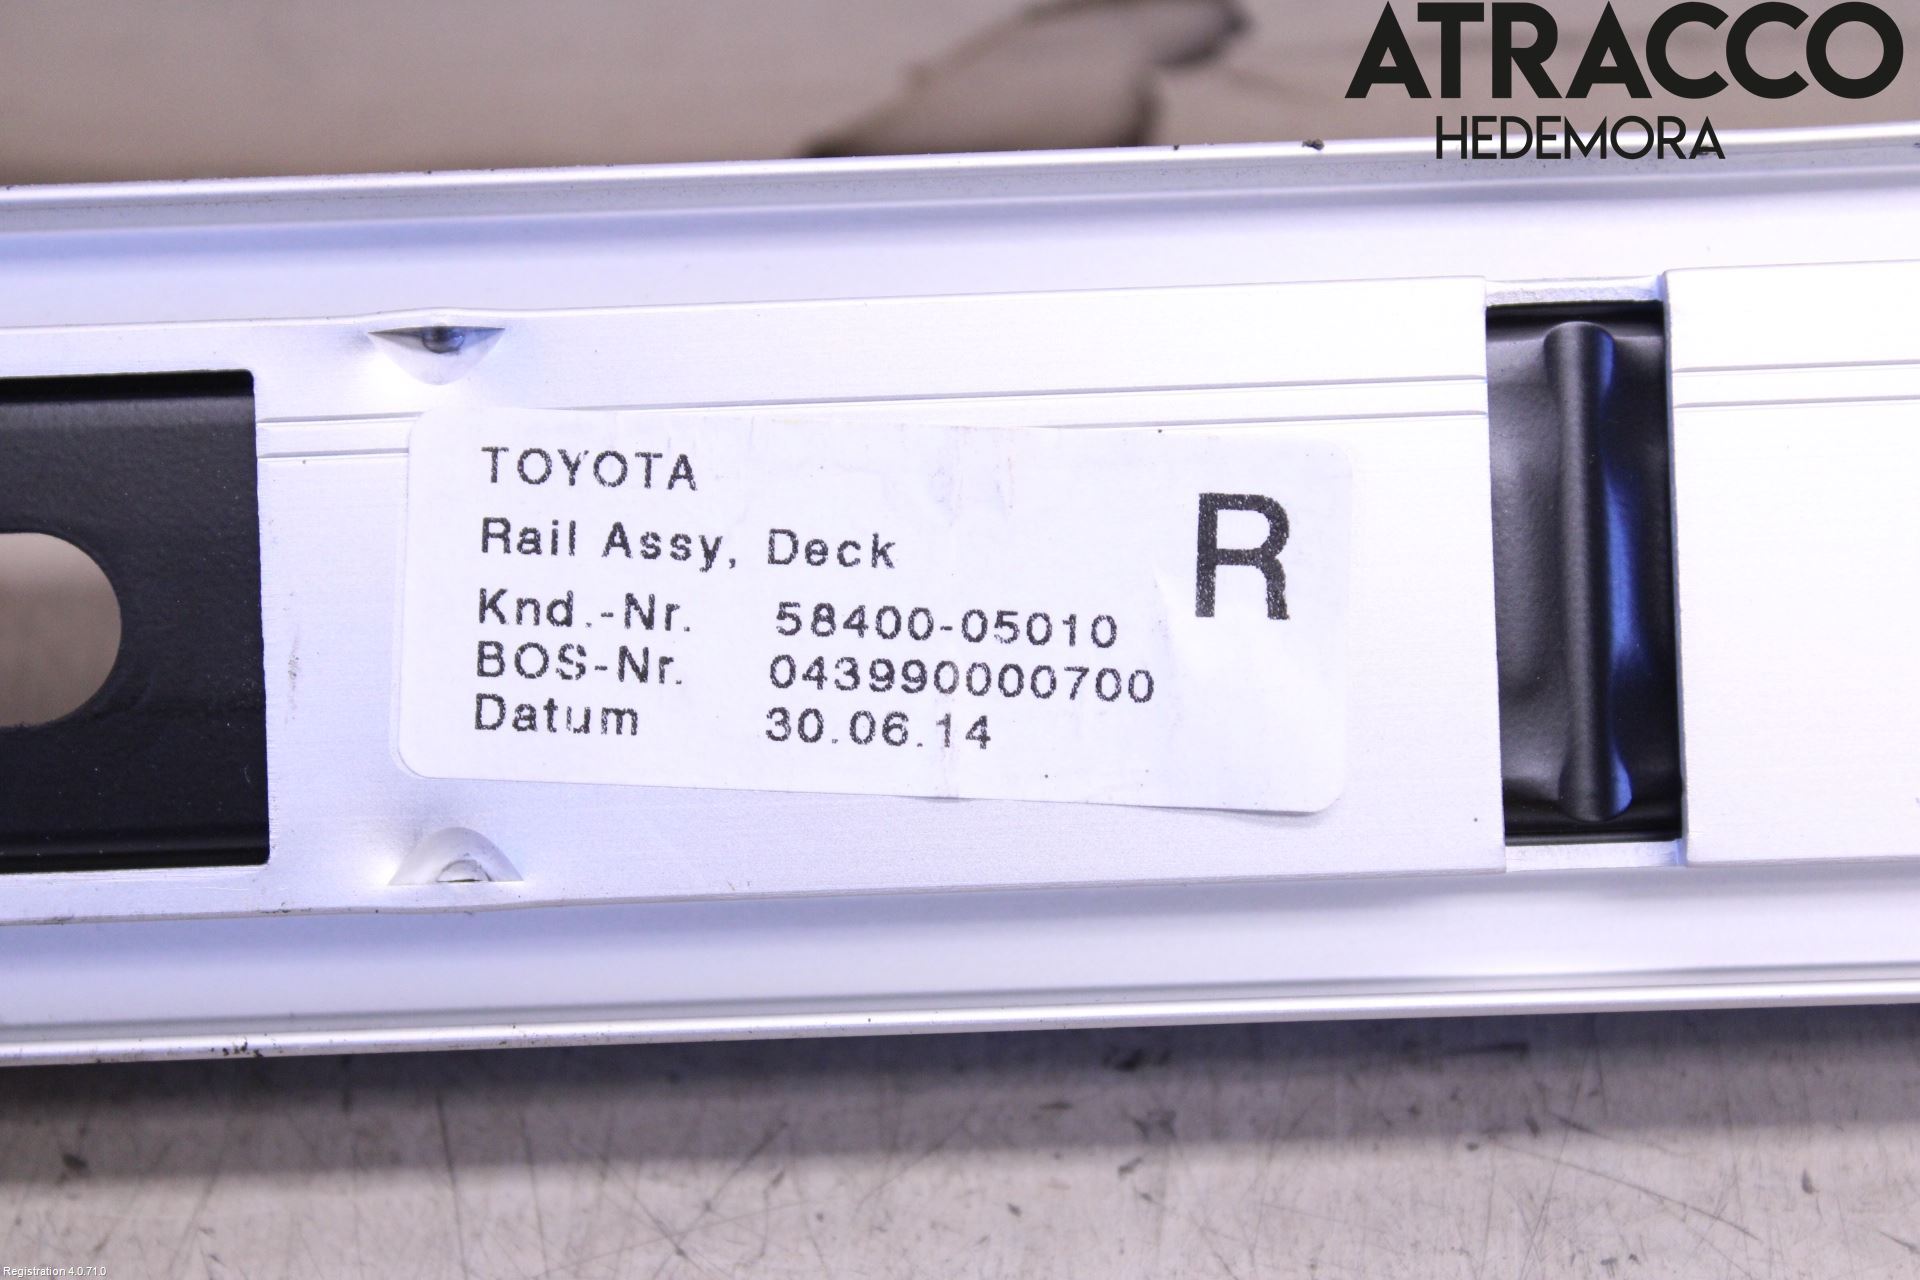 ATRACCO
HEDEMORA
TOYOTA
Rail Assy, Deck
R
Knd.-Nr. 58400-05010
BOS-Nr. 043990000700
Datum 30.06.14
Registration 4.0.71.0